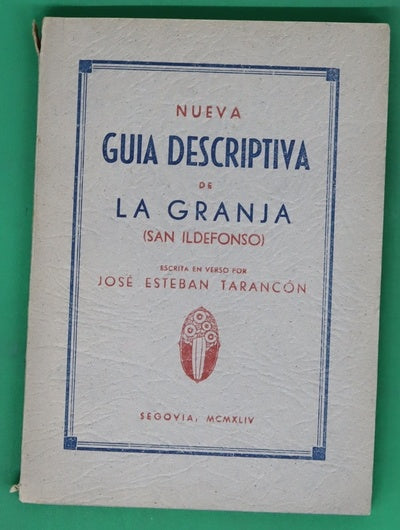 NUEVA
GUIA DESCRIPTIVA
DE
LA GRANJA
(SAN ILDEFONSO)
ESCRITA EN VERSO POR
JOSÉ ESTEBAN TARANCÓN
SEGOVIA, MCMXLIV